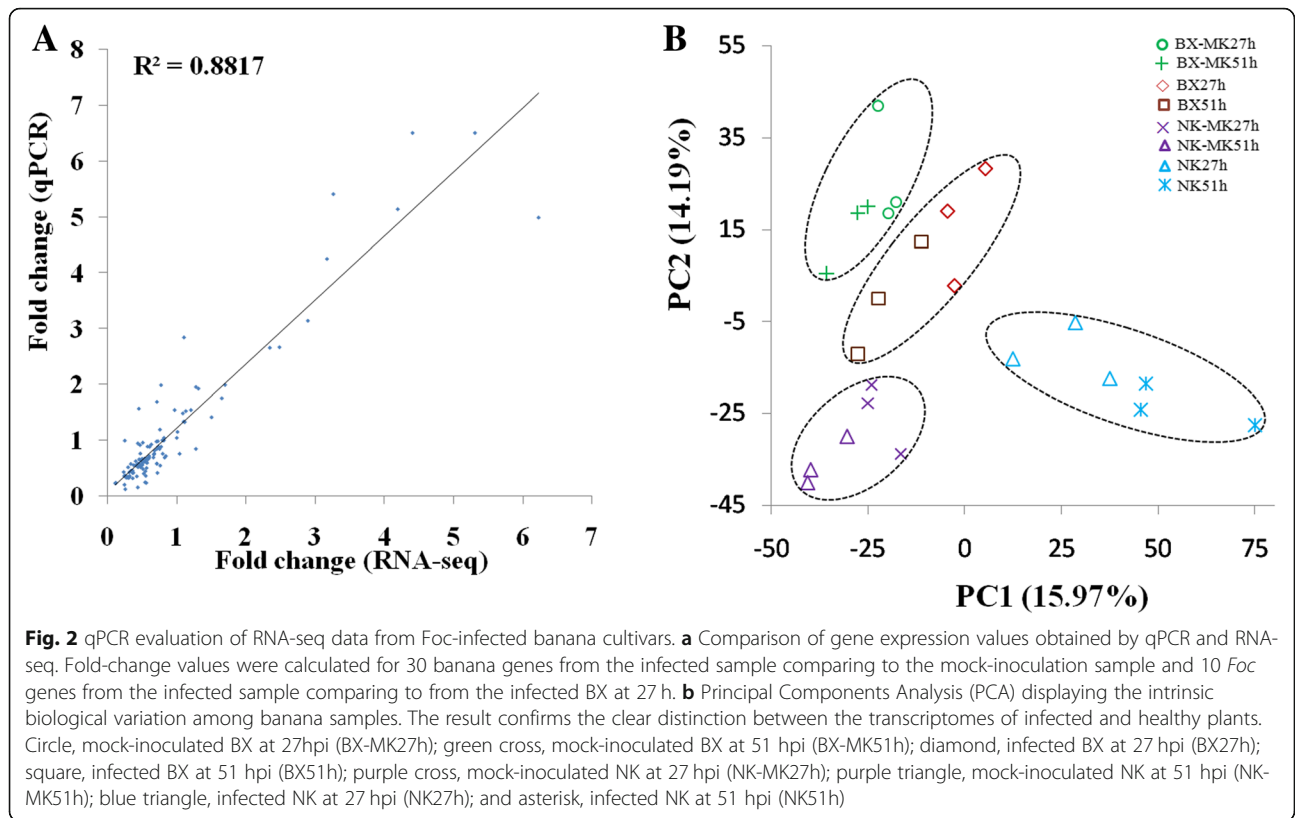 A
R² = 0.8817
Fold change (qPCR)
8
7
6
5
4
3
2
1
0
0 1 2 3 4 5 6 7
Fold change (RNA-seq)
B
PC2 (14.19%)
55
35
15
-5
-25
-45
-50 -25 0 25 50 75
PC1 (15.97%)
BX-MK27h
BX-MK51h
BX27h
BX51h
NK-MK27h
NK-MK51h
NK27h
NK51h
Fig. 2 qPCR evaluation of RNA-seq data from Foc-infected banana cultivars. a Comparison of gene expression values obtained by qPCR and RNA-
seq. Fold-change values were calculated for 30 banana genes from the infected sample comparing to the mock-inoculation sample and 10 Foc
genes from the infected sample comparing to from the infected BX at 27 h. b Principal Components Analysis (PCA) displaying the intrinsic
biological variation among banana samples. The result confirms the clear distinction between the transcriptomes of infected and healthy plants.
Circle, mock-inoculated BX at 27hpi (BX-MK27h); green cross, mock-inoculated BX at 51 hpi (BX-MK51h); diamond, infected BX at 27 hpi (BX27h);
square, infected BX at 51 hpi (BX51h); purple cross, mock-inoculated NK at 27 hpi (NK-MK27h); purple triangle, mock-inoculated NK at 51 hpi (NK-
MK51h); blue triangle, infected NK at 27 hpi (NK27h); and asterisk, infected NK at 51 hpi (NK51h)